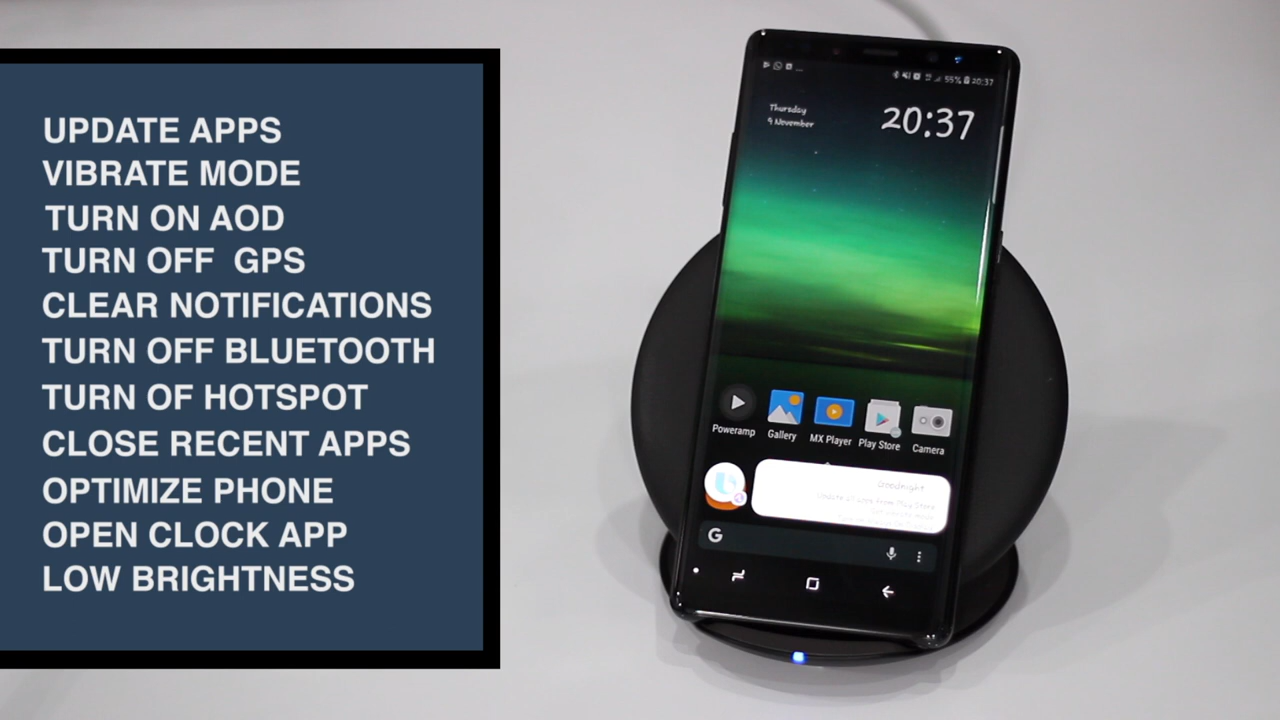 UPDATE APPS
VIBRATE MODE
TURN ON AOD
TURN OFF GPS
CLEAR NOTIFICATIONS
TURN OFF BLUETOOTH
TURN OF HOTSPOT
CLOSE RECENT APPS
OPTIMIZE PHONE
OPEN CLOCK APP
LOW BRIGHTNESS
55% 20:37
Thursday
9 November
20:37
Poweramp Gallery MX Player Play Store Camera
Goodnight
G